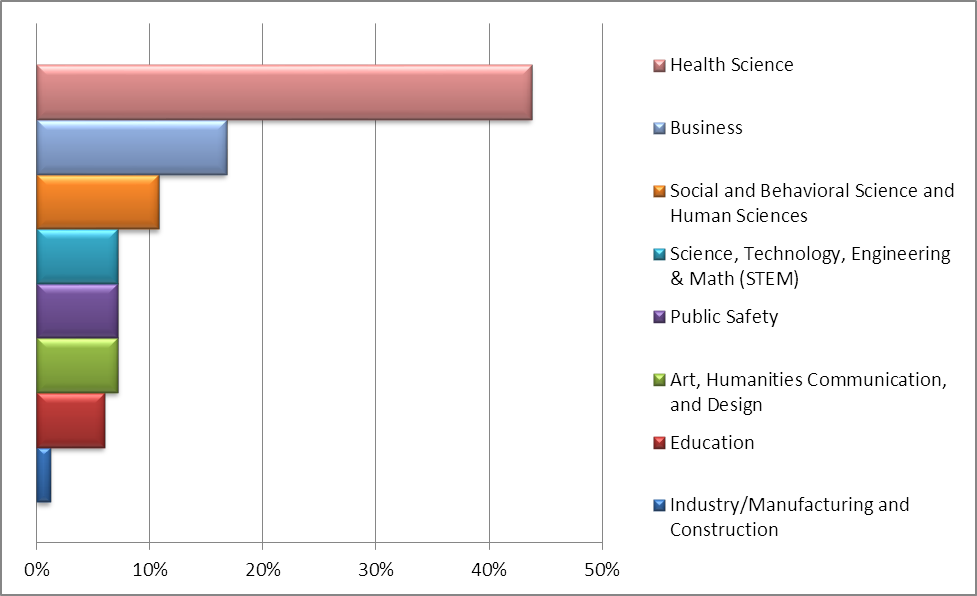 Health Science
Business
Social and Behavioral Science and
Human Sciences
Science, Technology, Engineering
& Math (STEM)
Public Safety
Art, Humanities Communication,
and Design
Education
Industry/Manufacturing and
Construction
0% 10% 20% 30% 40% 50%